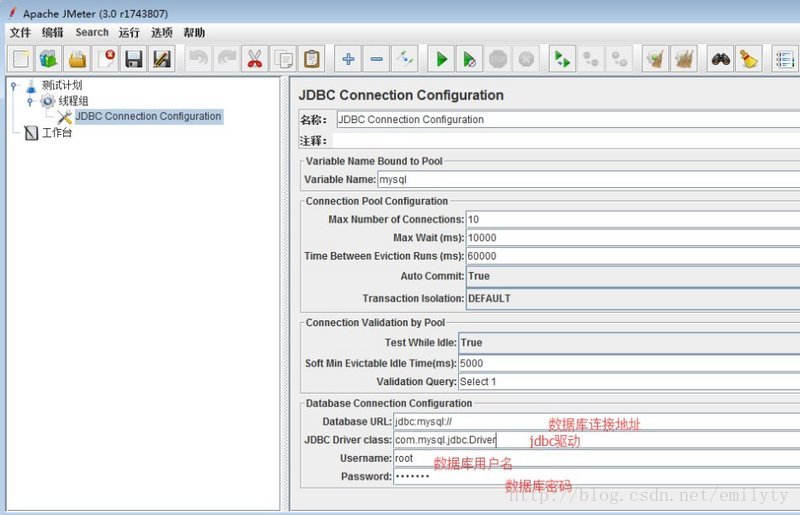 Apache JMeter (3.0 r1743807)
文件 编辑 Search 运行 选项 帮助
测试计划
线程组
JDBC Connection Configuration
工作台
JDBC Connection Configuration
名称: JDBC Connection Configuration
注释:
Variable Name Bound to Pool
Variable Name: mysql
Connection Pool Configuration
Max Number of Connections: 10
Max Wait (ms): 10000
Time Between Eviction Runs (ms): 60000
Auto Commit: True
Transaction Isolation: DEFAULT
Connection Validation by Pool
Test While Idle: True
Soft Min Evictable Idle Time(ms): 5000
Validation Query: Select 1
Database Connection Configuration
Database URL: jdbc:mysql:// 数据库连接地址
JDBC Driver class: com.mysql.jdbc.Driver jdbc驱动
Username: root 数据库用户名
Password: ••••••• 数据库密码
http://blog.csdn.net/emilyty